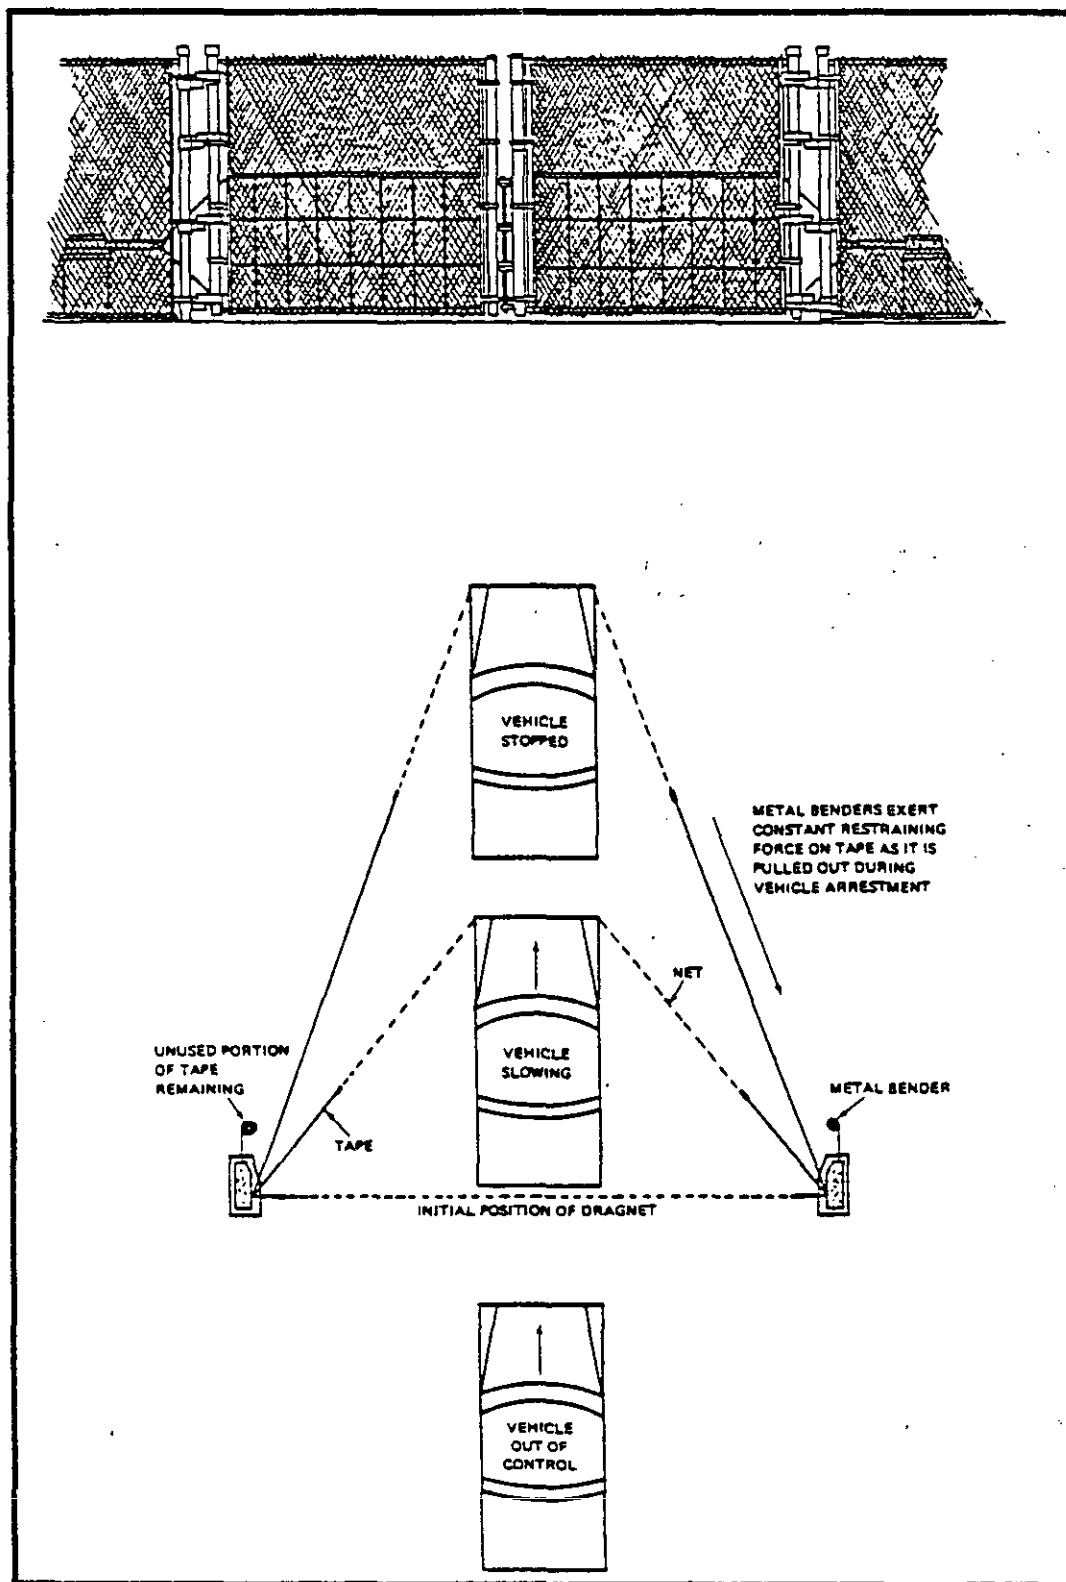 VEHICLE
STOPPED
METAL BENDERS EXERT
CONSTANT RESTRAINING
FORCE ON TAPE AS IT IS
PULLED OUT DURING
VEHICLE ARRESTMENT
NET
UNUSED PORTION
OF TAPE
REMAINING
VEHICLE
SLOWING
METAL BENDER
TAPE
INITIAL POSITION OF DRAGNET
VEHICLE
OUT OF
CONTROL